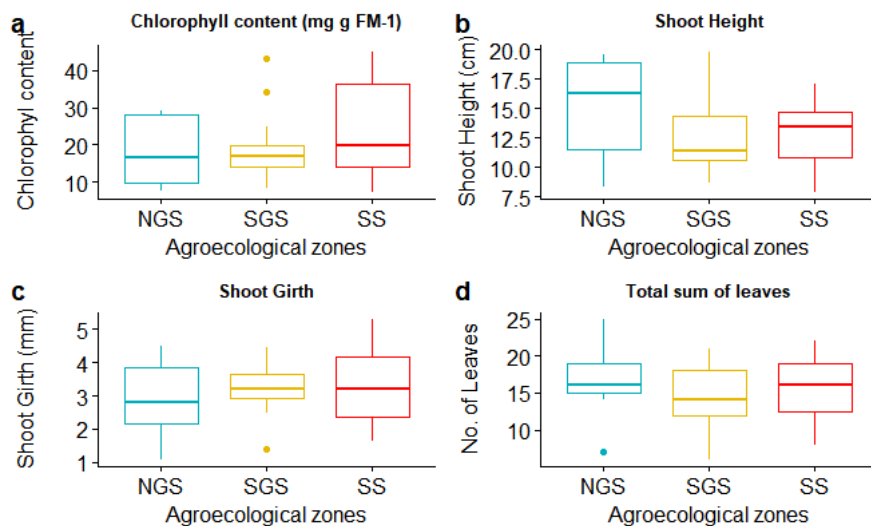 a
Chlorophyll content (mg g FM-1)
Chlorophyl content
40
30
20
10
NGS SGS SS
Agroecological zones
b
Shoot Height
Shoot Height (cm)
20.0
17.5
15.0
12.5
10.0
7.5
NGS SGS SS
Agroecological zones
c
Shoot Girth
Shoot Girth (mm)
5
4
3
2
1
NGS SGS SS
Agroecological zones
d
Total sum of leaves
No. of Leaves
25
20
15
10
NGS SGS SS
Agroecological zones